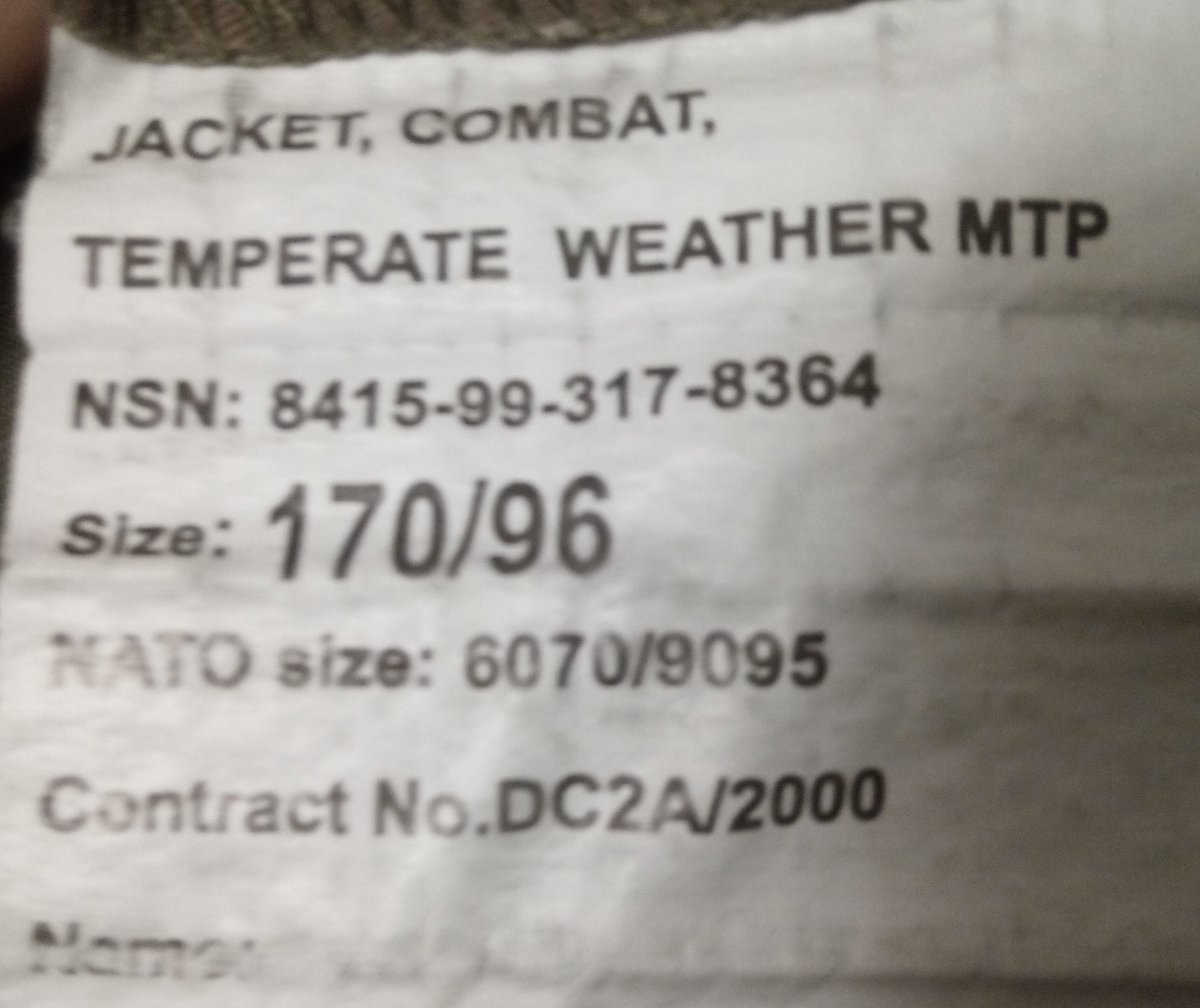 JACKET, COMBAT,
TEMPERATE WEATHER MTP
NSN: 8415-99-317-8364
Size: 170/96
NATO size: 6070/9095
Contract No.DC2A/2000
Name: